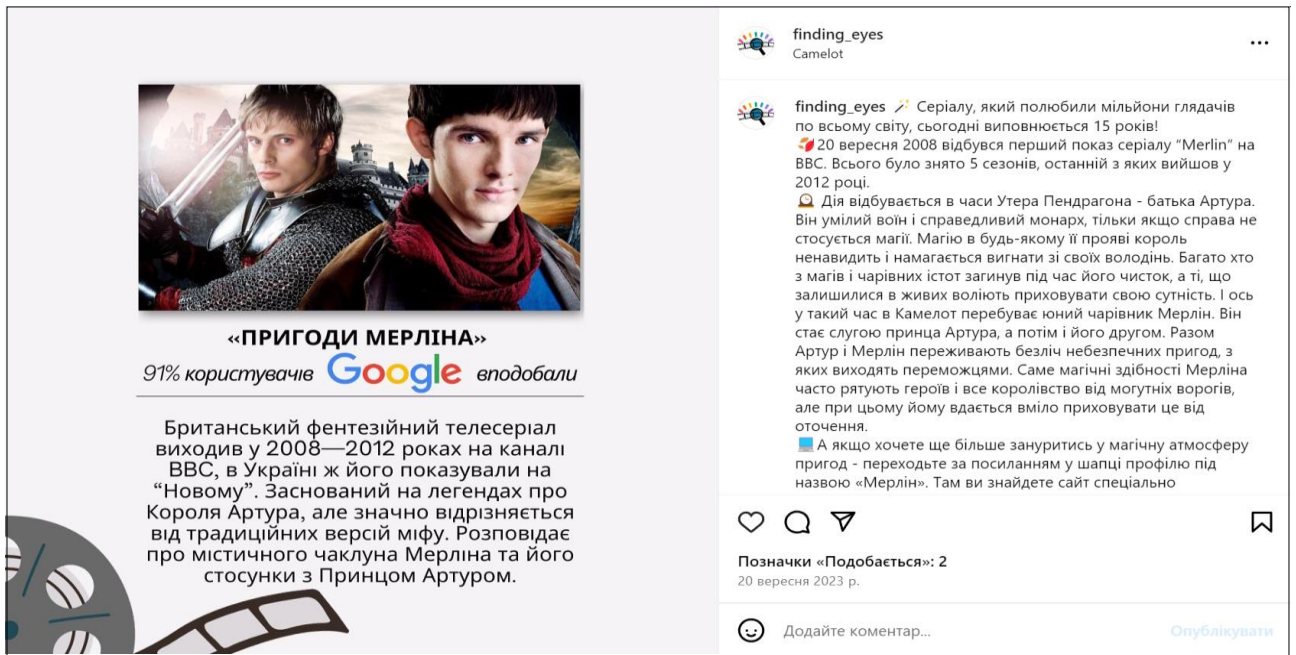 «ПРИГОДИ МЕРЛІНА»
91% користувачів Google вподобали
Британський фентезійний телесеріал
виходив у 2008—2012 роках на каналі
BBC, в Україні ж його показували на
“Новому”. Заснований на легендах про
Короля Артура, але значно відрізняється
від традиційних версій міфу. Розповідає
про містичного чаклуна Мерліна та його
стосунки з Принцом Артуром.
finding_eyes
Camelot
finding_eyes 🪄 Серіалу, який полюбили мільйони глядачів
по всьому світу, сьогодні виповнюється 15 років!
🍂20 вересня 2008 відбувся перший показ серіалу “Merlin” на
BBC. Всього було знято 5 сезонів, останній з яких вийшов у
2012 році.
🕰 Дія відбувається в часи Утера Пендрагона - батька Артура.
Він умілий воїн і справедливий монарх, тільки якщо справа не
стосується магії. Магію в будь-якому її прояві король
ненавидить і намагається вигнати зі своїх володінь. Багато хто
з магів і чарівних істот загинув під час його чисток, а ті, що
залишилися в живих воліють приховувати свою сутність. І ось
у такий час в Камелот перебуває юний чарівник Мерлін. Він
стає слугою принца Артура, а потім і його другом. Разом
Артур і Мерлін переживають безліч небезпечних пригод, з
яких виходять переможцями. Саме магічні здібності Мерліна
часто рятують героїв і все королівство від могутніх ворогів,
але при цьому йому вдається вміло приховувати це від
оточення.
💻 А якщо хочете ще більше зануритись у магічну атмосферу
пригод - переходьте за посиланням у шапці профілю під
назвою «Мерлін». Там ви знайдете сайт спеціально
Позначки «Подобається»: 2
20 вересня 2023 р.
Додайте коментар...
Опублікувати